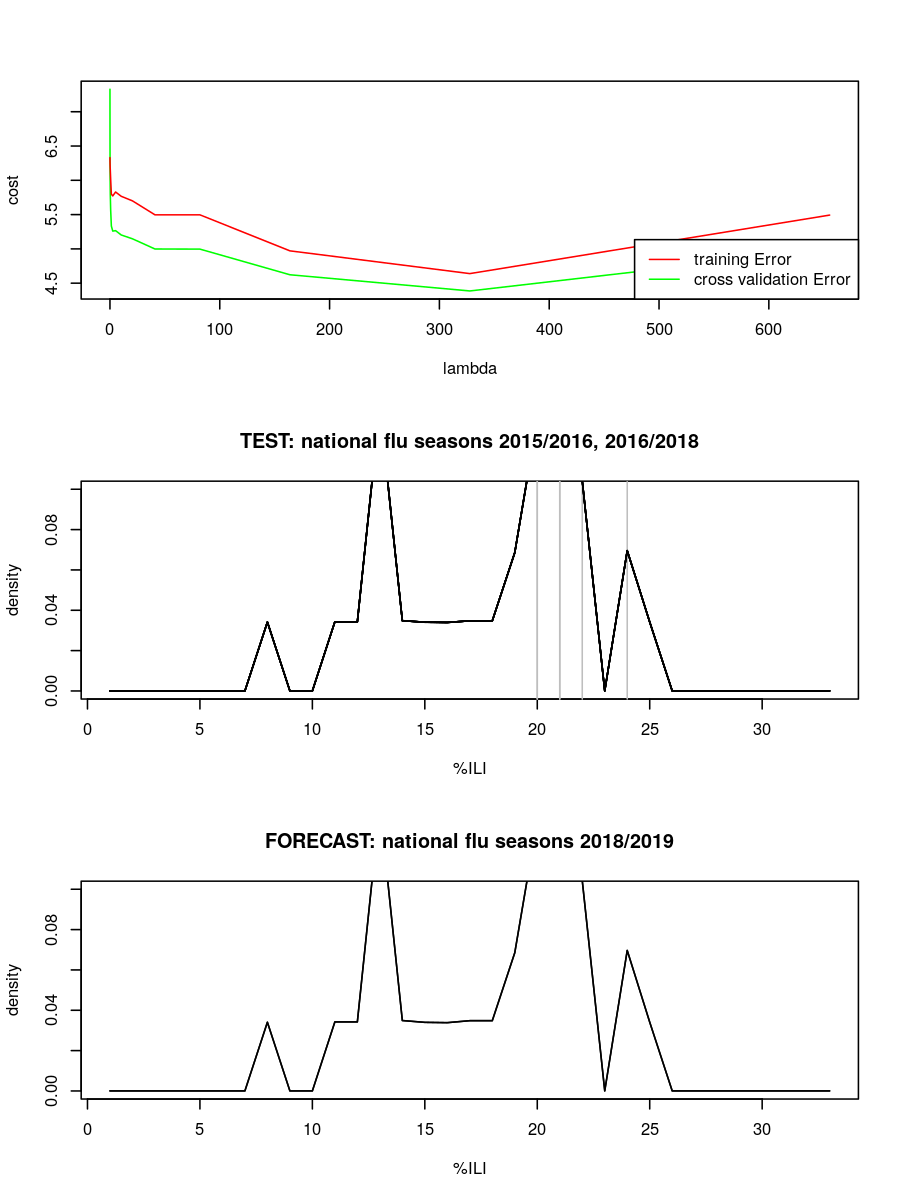 cost
6.5
5.5
4.5
training Error
cross validation Error
0 100 200 300 400 500 600
lambda
TEST: national flu seasons 2015/2016, 2016/2018
density
0.08
0.04
0.00
0 5 10 15 20 25 30
%ILI
FORECAST: national flu seasons 2018/2019
density
0.08
0.04
0.00
0 5 10 15 20 25 30
%ILI